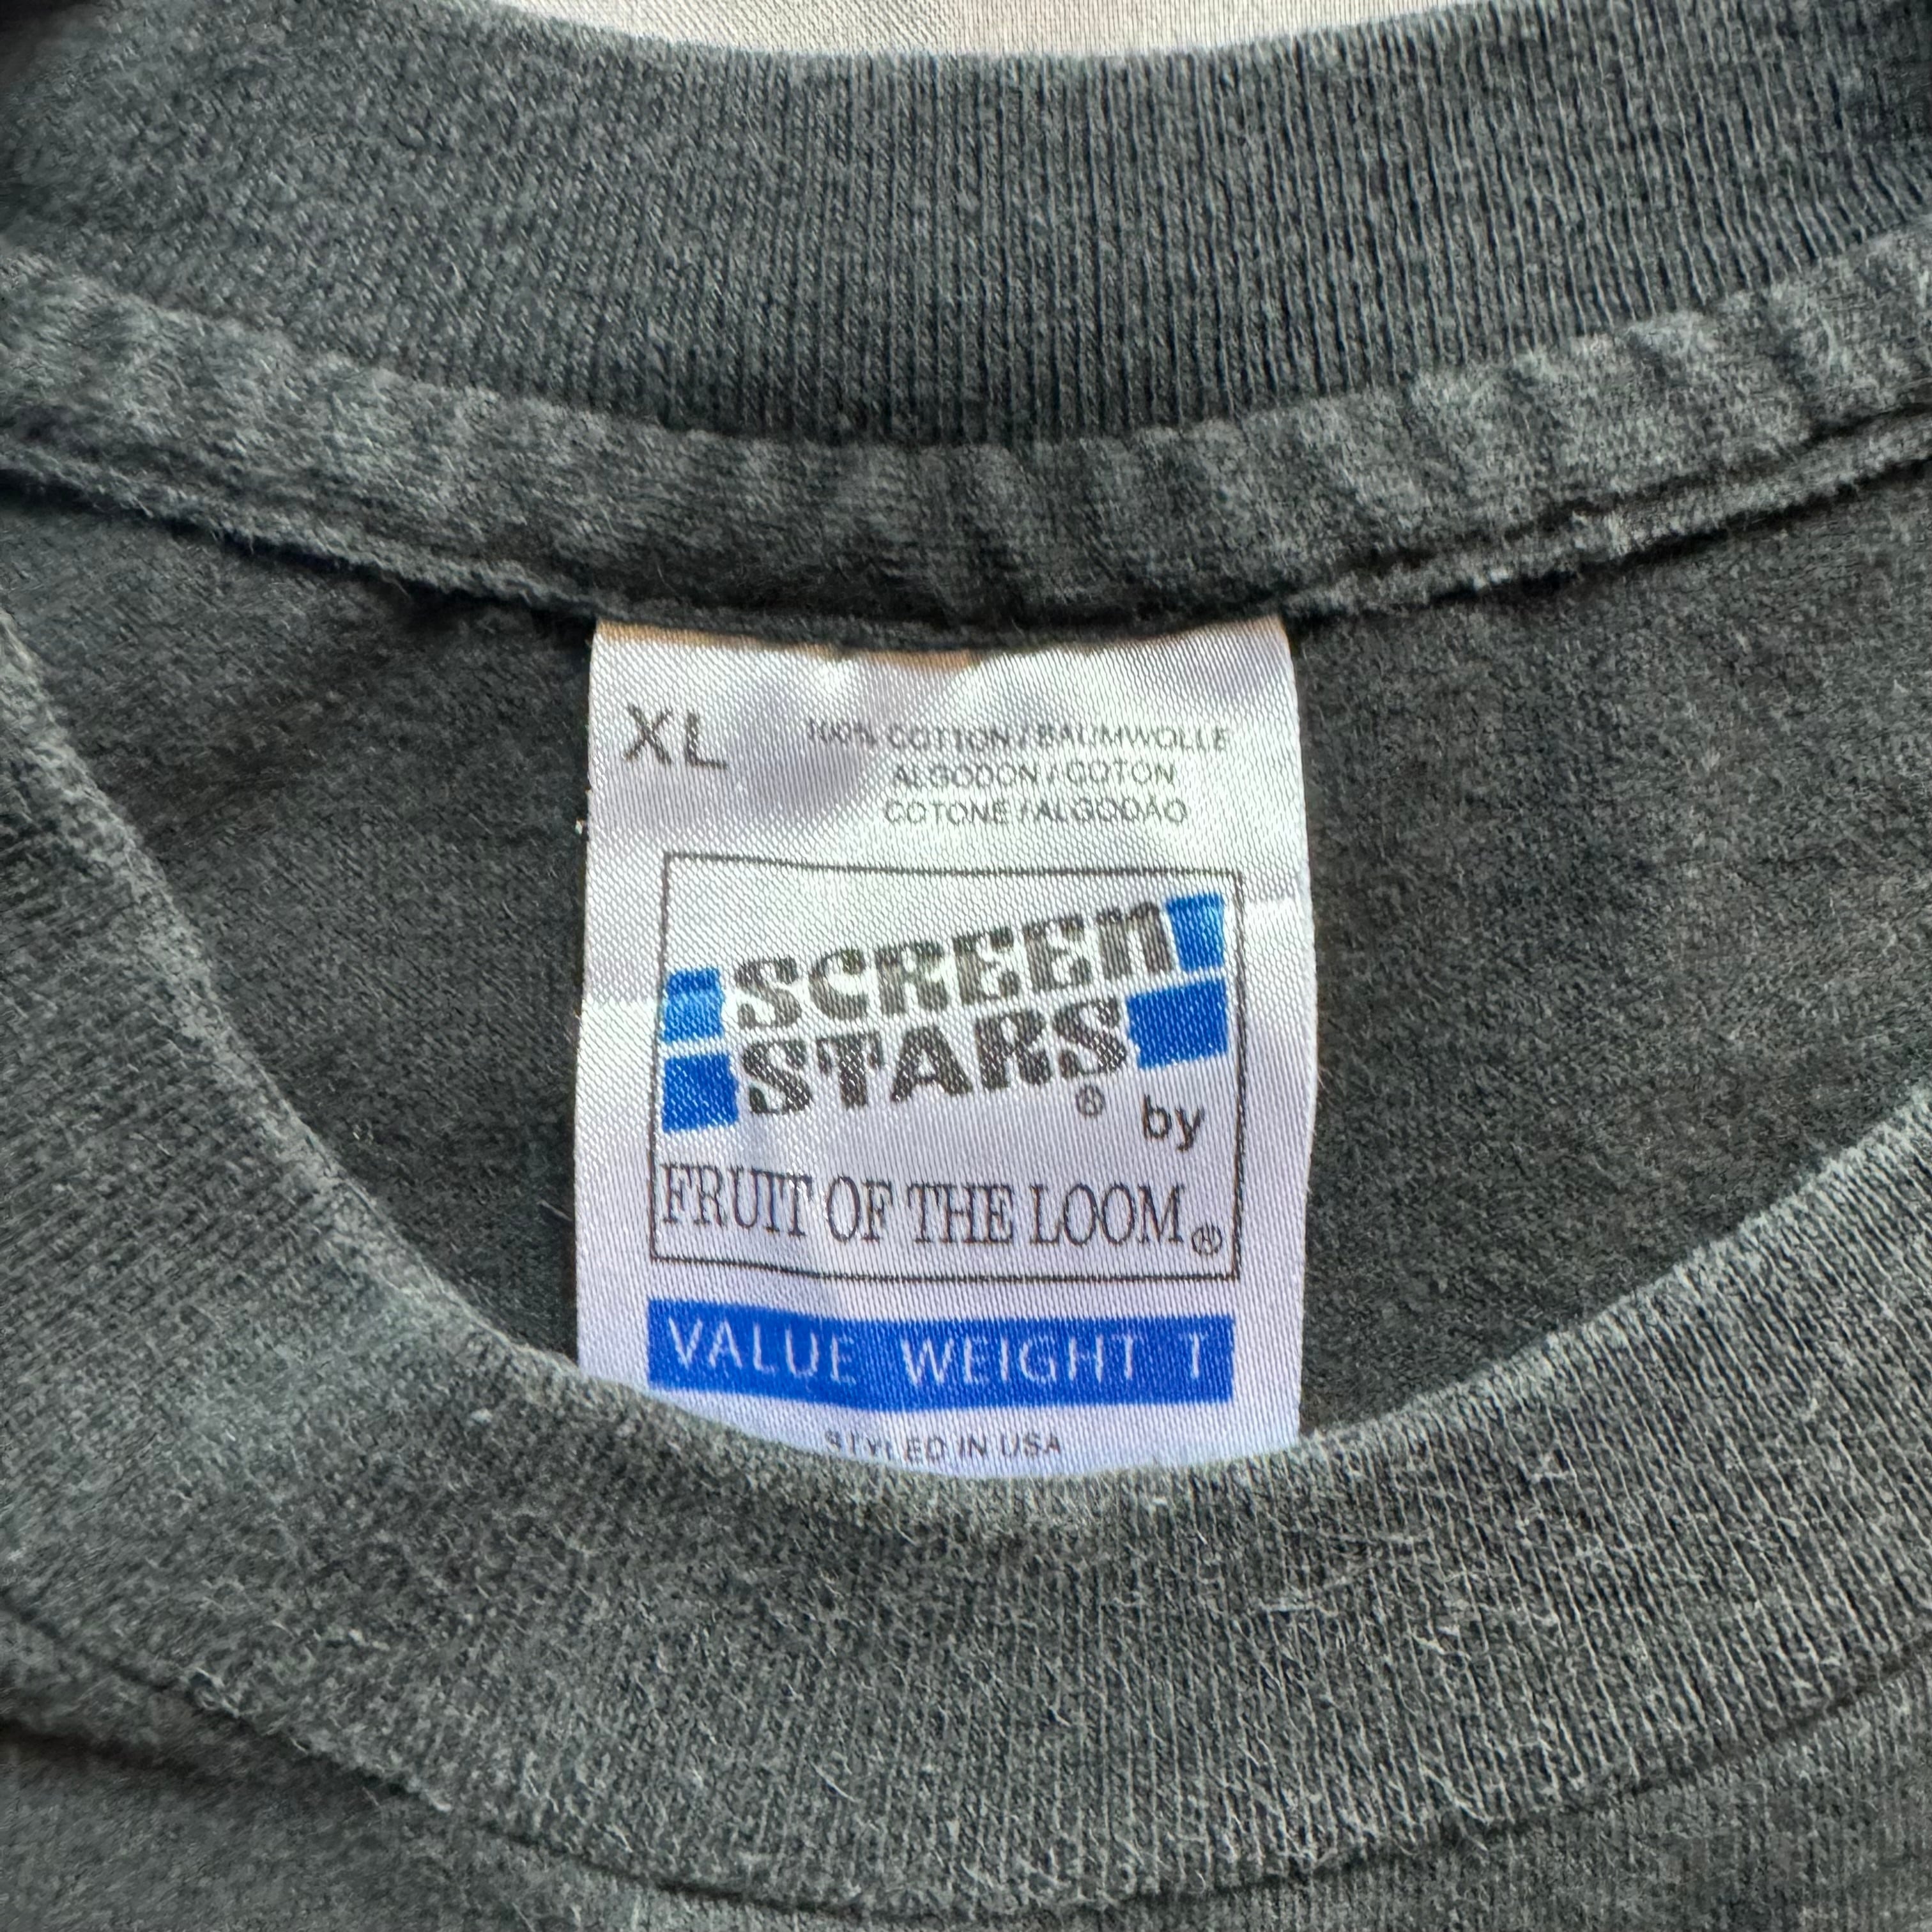 XL
100% COTTON / BAUMWOLLE
ALGODON / COTON
COTONE / ALGODÃO
SCREEN
STARS® by
FRUIT OF THE LOOM®
VALUE WEIGHT T
STYLED IN USA